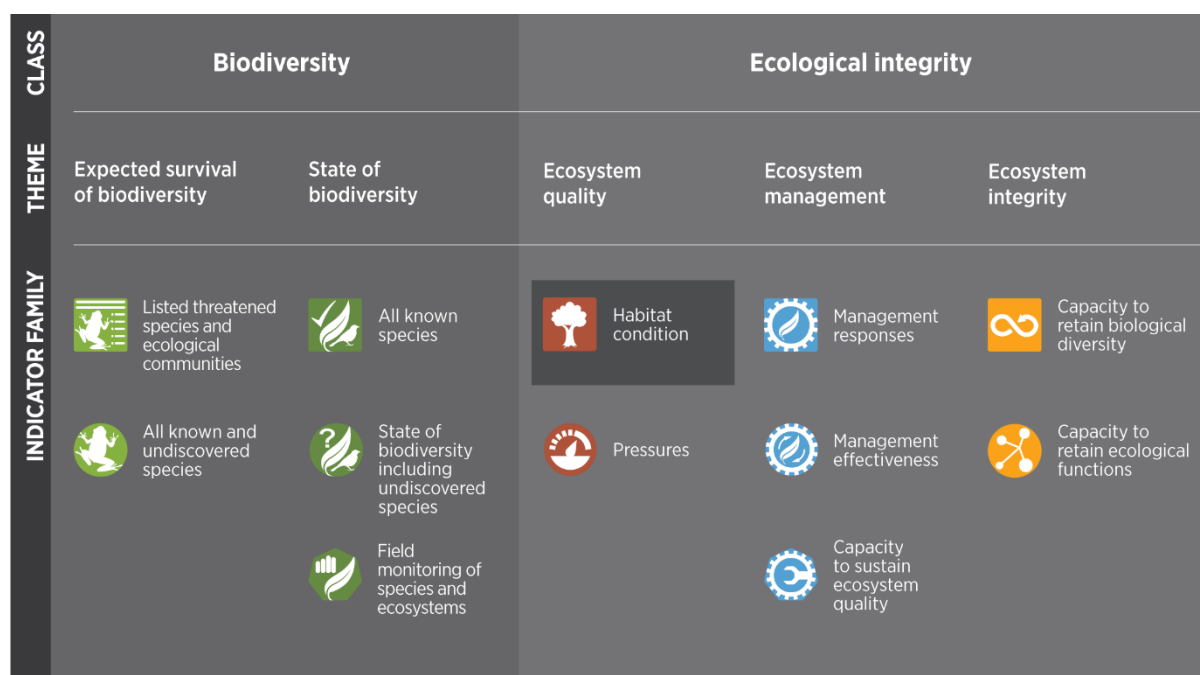 CLASS
Biodiversity
Ecological integrity
THEME
Expected survival
of biodiversity
State of
biodiversity
Ecosystem
quality
Ecosystem
management
Ecosystem
integrity
INDICATOR FAMILY
Listed threatened
species and
ecological
communities
All known
species
Habitat
condition
Management
responses
Capacity to
retain biological
diversity
All known and
undiscovered
species
?
State of
biodiversity
including
undiscovered
species
Pressures
Management
effectiveness
Capacity to
retain ecological
functions
Field
monitoring of
species and
ecosystems
Capacity
to sustain
ecosystem
quality